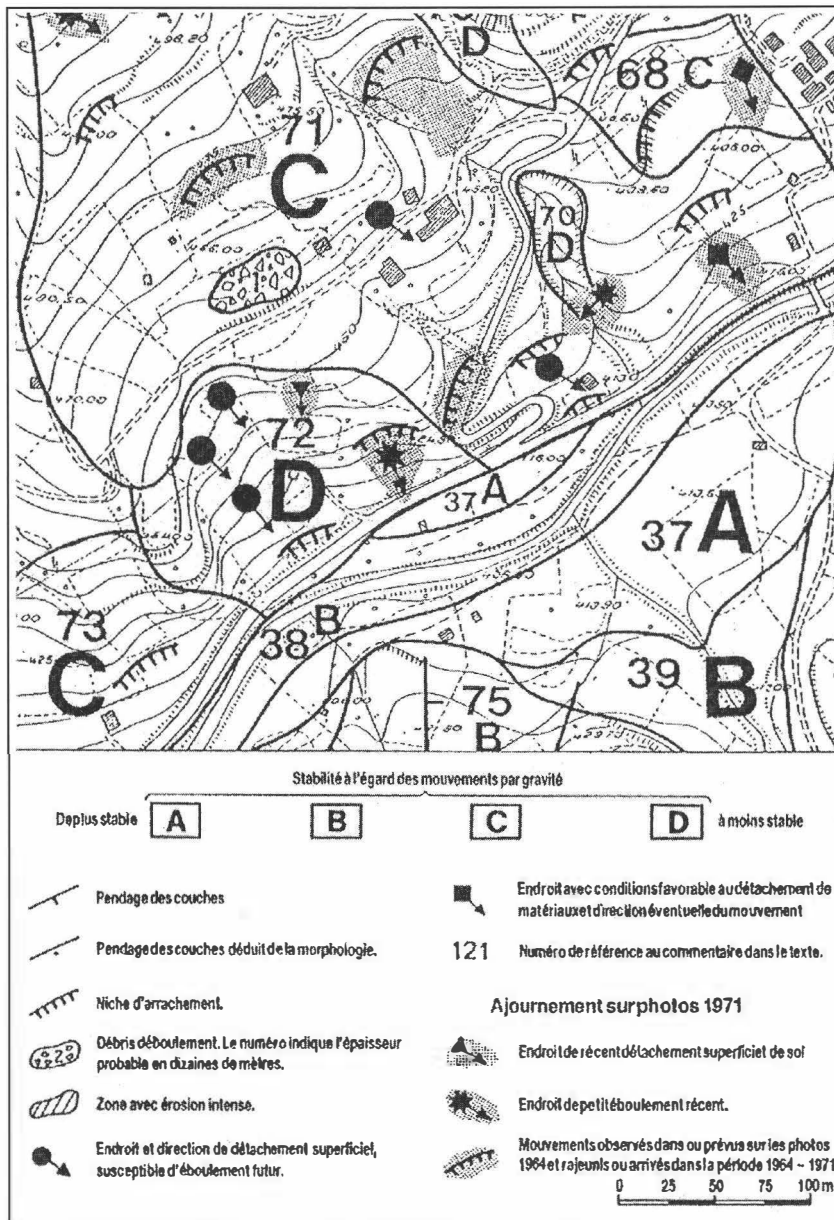 D
68 C
498.20
71
C
70
D
72
D
37 A
37 A
73
C
38 B
39 B
75
B
Stabilité à l'égard des mouvements par gravité
De plus stable A B C D à moins stable
Pendage des couches
Pendage des couches déduit de la morphologie.
Niche d'arrachement.
Débris déboulement. Le numéro indique l'épaisseur
probable en dizaines de mètres.
Zone avec érosion intense.
Endroit et direction de détachement superficiel,
susceptible d'éboulement futur.
Endroit avec conditions favorable au détachement de
matériaux et direction éventuelle du mouvement
121 Numéro de référence au commentaire dans le texte.
Ajournement sur photos 1971
Endroit de récent détachement superficiel de sol
Endroit de petit éboulement récent.
Mouvements observés dans ou prévus sur les photos
1964 et rajeunis ou arrivés dans la période 1964 ~ 1971
0 25 50 75 100 m